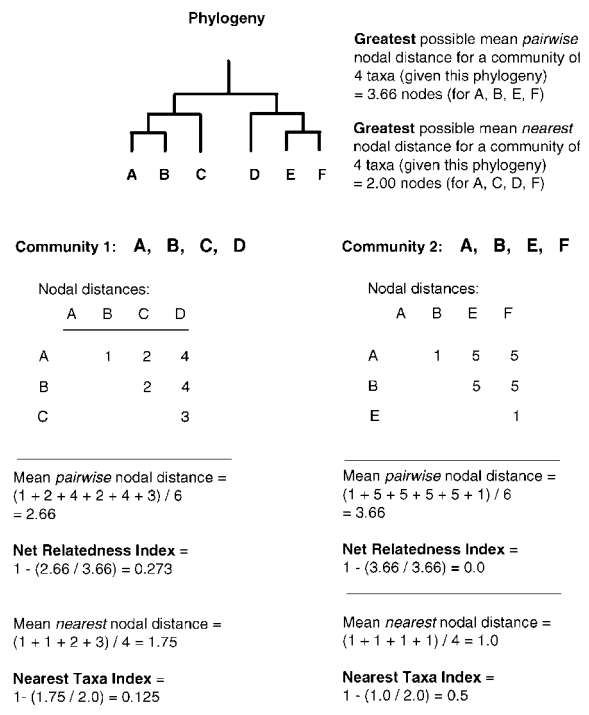 Phylogeny
Greatest possible mean pairwise
nodal distance for a community of
4 taxa (given this phylogeny)
= 3.66 nodes (for A, B, E, F)
Greatest possible mean nearest
nodal distance for a community of
4 taxa (given this phylogeny)
= 2.00 nodes (for A, C, D, F)
A B C D E F
Community 1: A, B, C, D
Nodal distances:
A B C D
A 1 2 4
B 2 4
C 3
Mean pairwise nodal distance =
(1 + 2 + 4 + 2 + 4 + 3) / 6
= 2.66
Net Relatedness Index =
1 - (2.66 / 3.66) = 0.273
Mean nearest nodal distance =
(1 + 1 + 2 + 3) / 4 = 1.75
Nearest Taxa Index =
1- (1.75 / 2.0) = 0.125
Community 2: A, B, E, F
Nodal distances:
A B E F
A 1 5 5
B 5 5
E 1
Mean pairwise nodal distance =
(1 + 5 + 5 + 5 + 5 + 1) / 6
= 3.66
Net Relatedness Index =
1 - (3.66 / 3.66) = 0.0
Mean nearest nodal distance =
(1 + 1 + 1 + 1) / 4 = 1.0
Nearest Taxa Index =
1 - (1.0 / 2.0) = 0.5